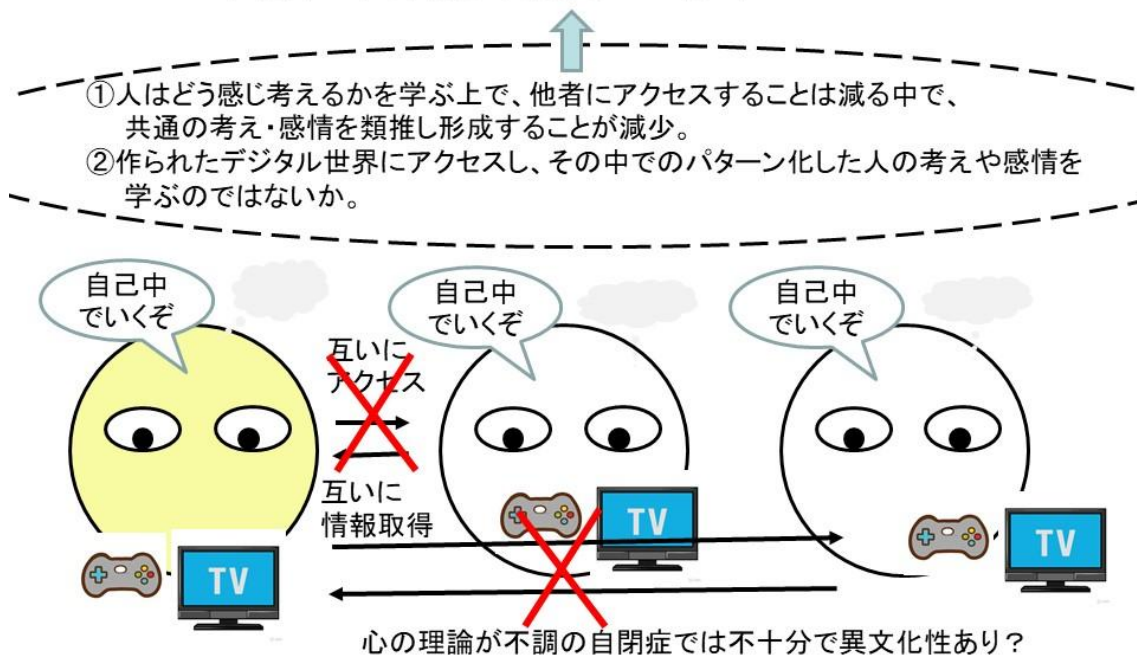 ①人はどう感じ考えるかを学ぶ上で、他者にアクセスすることは減る中で、
共通の考え・感情を類推し形成することが減少。
②作られたデジタル世界にアクセスし、その中でのパターン化した人の考えや感情を
学ぶのではないか。
自己中
でいくぞ
自己中
でいくぞ
自己中
でいくぞ
互いに
アクセス
互いに
情報取得
TV
TV
TV
心の理論が不調の自閉症では不十分で異文化性あり？